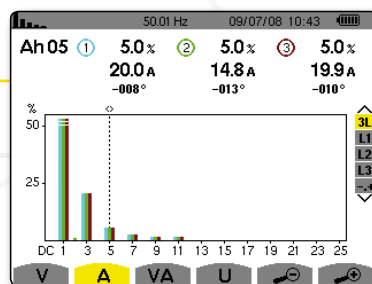 50.01 Hz 09/07/08 10:43
Ah 05 1 5.0 % 2 5.0 % 3 5.0 %
20.0 A 14.8 A 19.9 A
-008° -013° -010°
% <>
50
25
3L
L1
L2
L3
-.+
DC 1 3 5 7 9 11 13 15 17 19 21 23 25
V A VA U